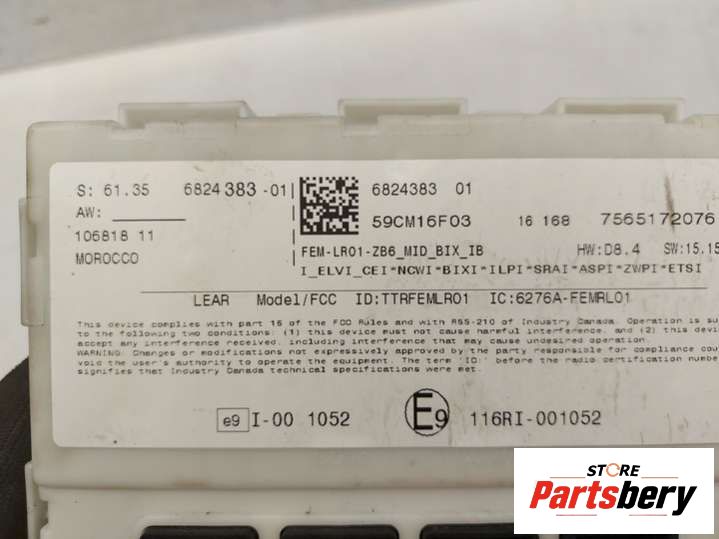 S: 61.35 6824383 -01
AW:
106818 11
MOROCCO
6824383 01
59CM16F03 16 168 7565172076
FEM-LR01-ZB6_MID_BIX_IB HW:D8.4 SW:15.15
I_ELVI_CEI*NCWI*BIXI*ILPI*SRAI*ASPI*ZWPI*ETSI
LEAR Model/FCC ID:TTRFEMLR01 IC:6276A-FEMRLO1
This device complies with part 15 of the FCC Rules and with RSS-210 of Industry Canada. Operation is su
to the following two conditions: (1) this device must not cause harmful interference, and (2) this devi
accept any interference received, including interference that may cause undesired operation.
WARNING: Changes or modifications not expressively approved by the party responsible for compliance cou
void the user's authority to operate the equipment. The term 'ID:' before the radio certification number
signifies that Industry Canada technical specifications were met.
e9 I-00 1052 E9 116RI-001052
STORE
Partsbery